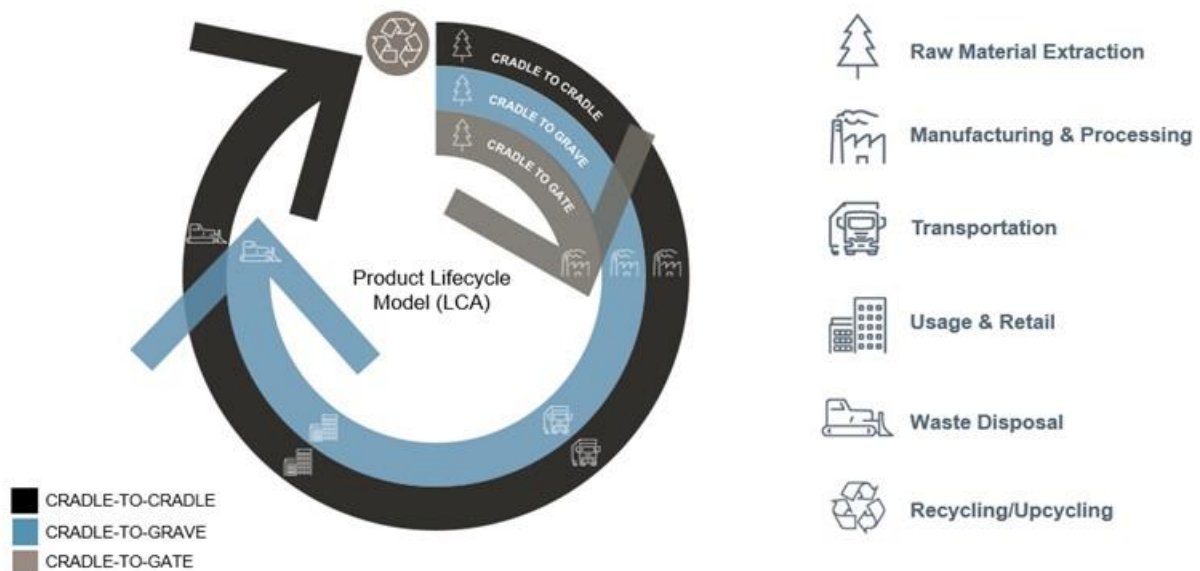 CRADLE TO CRADLE
CRADLE TO GRAVE
CRADLE TO GATE
Product Lifecycle
Model (LCA)
CRADLE-TO-CRADLE
CRADLE-TO-GRAVE
CRADLE-TO-GATE
Raw Material Extraction
Manufacturing & Processing
Transportation
Usage & Retail
Waste Disposal
Recycling/Upcycling